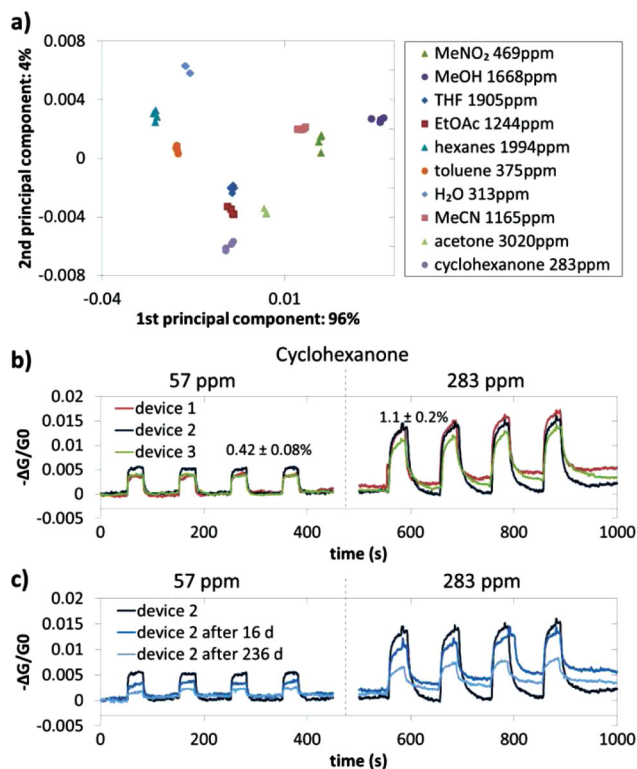 a)
0.008
0.004
0
-0.004
-0.008
2nd principal component: 4%
-0.04
0.01
1st principal component: 96%
MeNO₂ 469ppm
MeOH 1668ppm
THF 1905ppm
EtOAc 1244ppm
hexanes 1994ppm
toluene 375ppm
H₂O 313ppm
MeCN 1165ppm
acetone 3020ppm
cyclohexanone 283ppm
b)
Cyclohexanone
57 ppm
283 ppm
0.02
0.015
0.01
0.005
0
-0.005
-ΔG/G0
device 1
device 2
device 3
0.42 ± 0.08%
1.1 ± 0.2%
0
200
400
600
800
1000
time (s)
c)
57 ppm
283 ppm
0.02
0.015
0.01
0.005
0
-0.005
-ΔG/G0
device 2
device 2 after 16 d
device 2 after 236 d
0
200
400
600
800
1000
time (s)